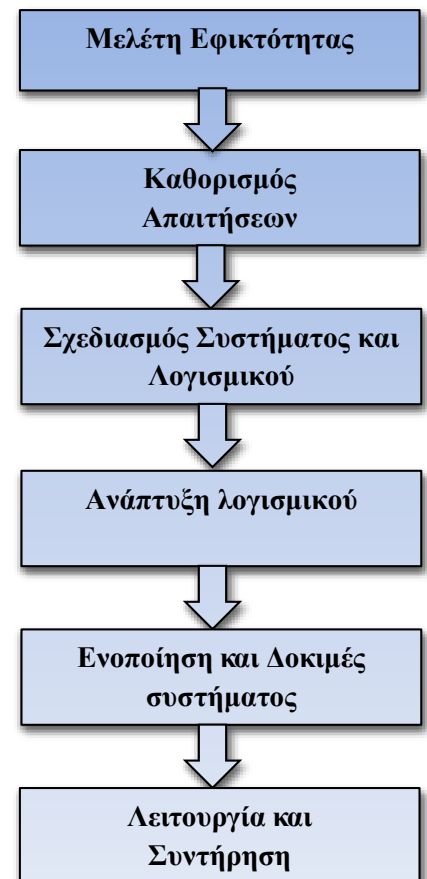 Μελέτη Εφικτότητας
Καθορισμός
Απαιτήσεων
Σχεδιασμός Συστήματος και
Λογισμικού
Ανάπτυξη λογισμικού
Ενοποίηση και Δοκιμές
συστήματος
Λειτουργία και
Συντήρηση